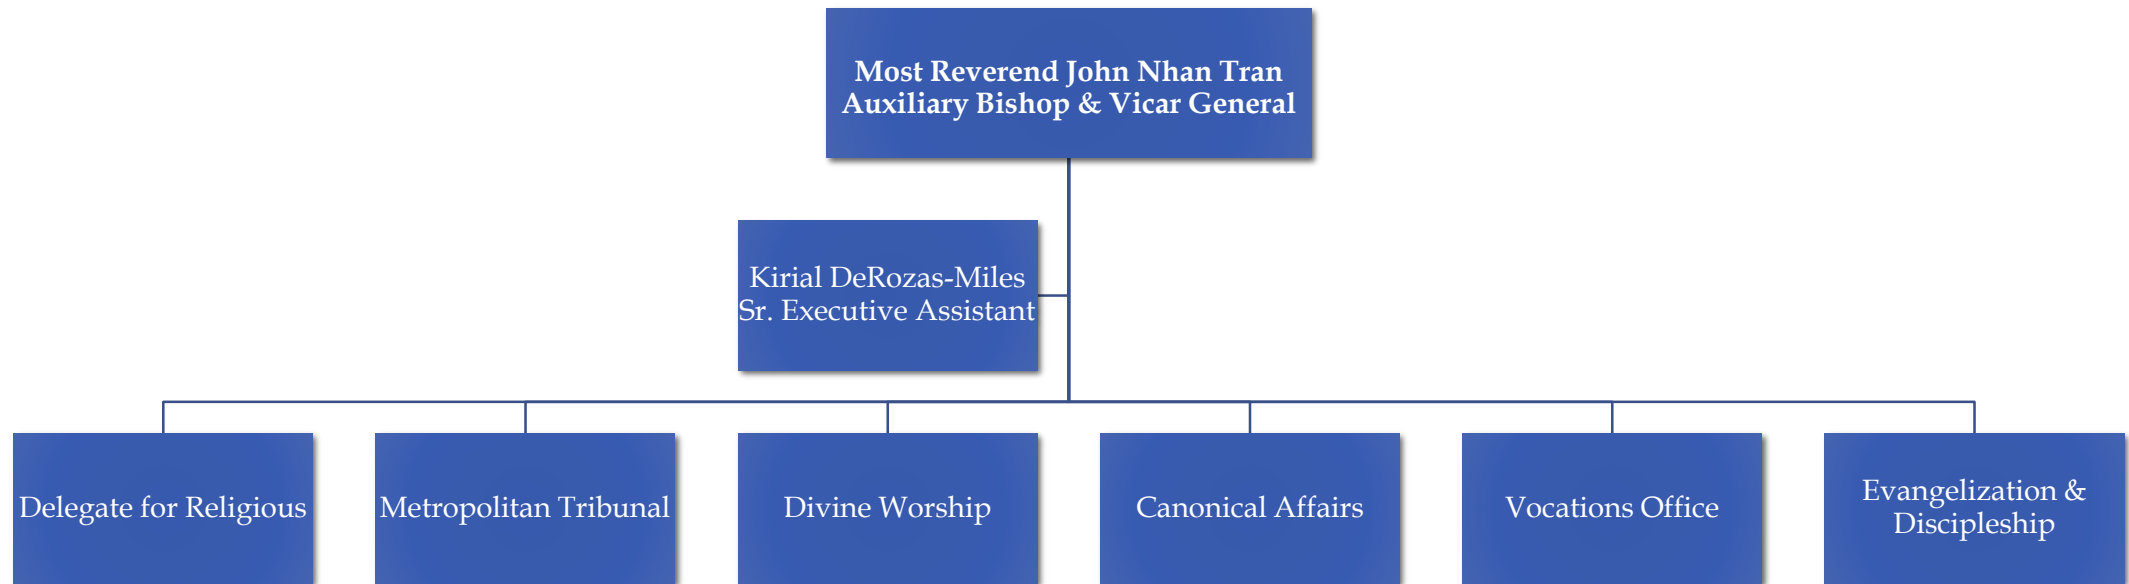 Most Reverend John Nhan Tran
Auxiliary Bishop & Vicar General
Kirial DeRozas-Miles
Sr. Executive Assistant
Delegate for Religious
Metropolitan Tribunal
Divine Worship
Canonical Affairs
Vocations Office
Evangelization &
Discipleship